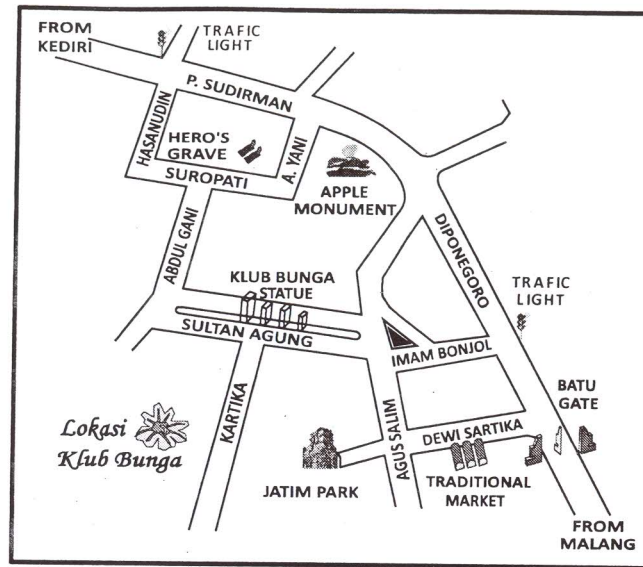 FROM
KEDIRI
TRAFIC
LIGHT
P. SUDIRMAN
HASANUDIN
HERO'S
GRAVE
A. YANI
SUROPATI
APPLE
MONUMENT
ABDUL GANI
DIPONEGORO
KLUB BUNGA
STATUE
TRAFIC
LIGHT
SULTAN AGUNG
IMAM BONJOL
KARTIKA
AGUS SALIM
BATU
GATE
Lokasi
Klub Bunga
DEWI SARTIKA
JATIM PARK
TRADITIONAL
MARKET
FROM
MALANG